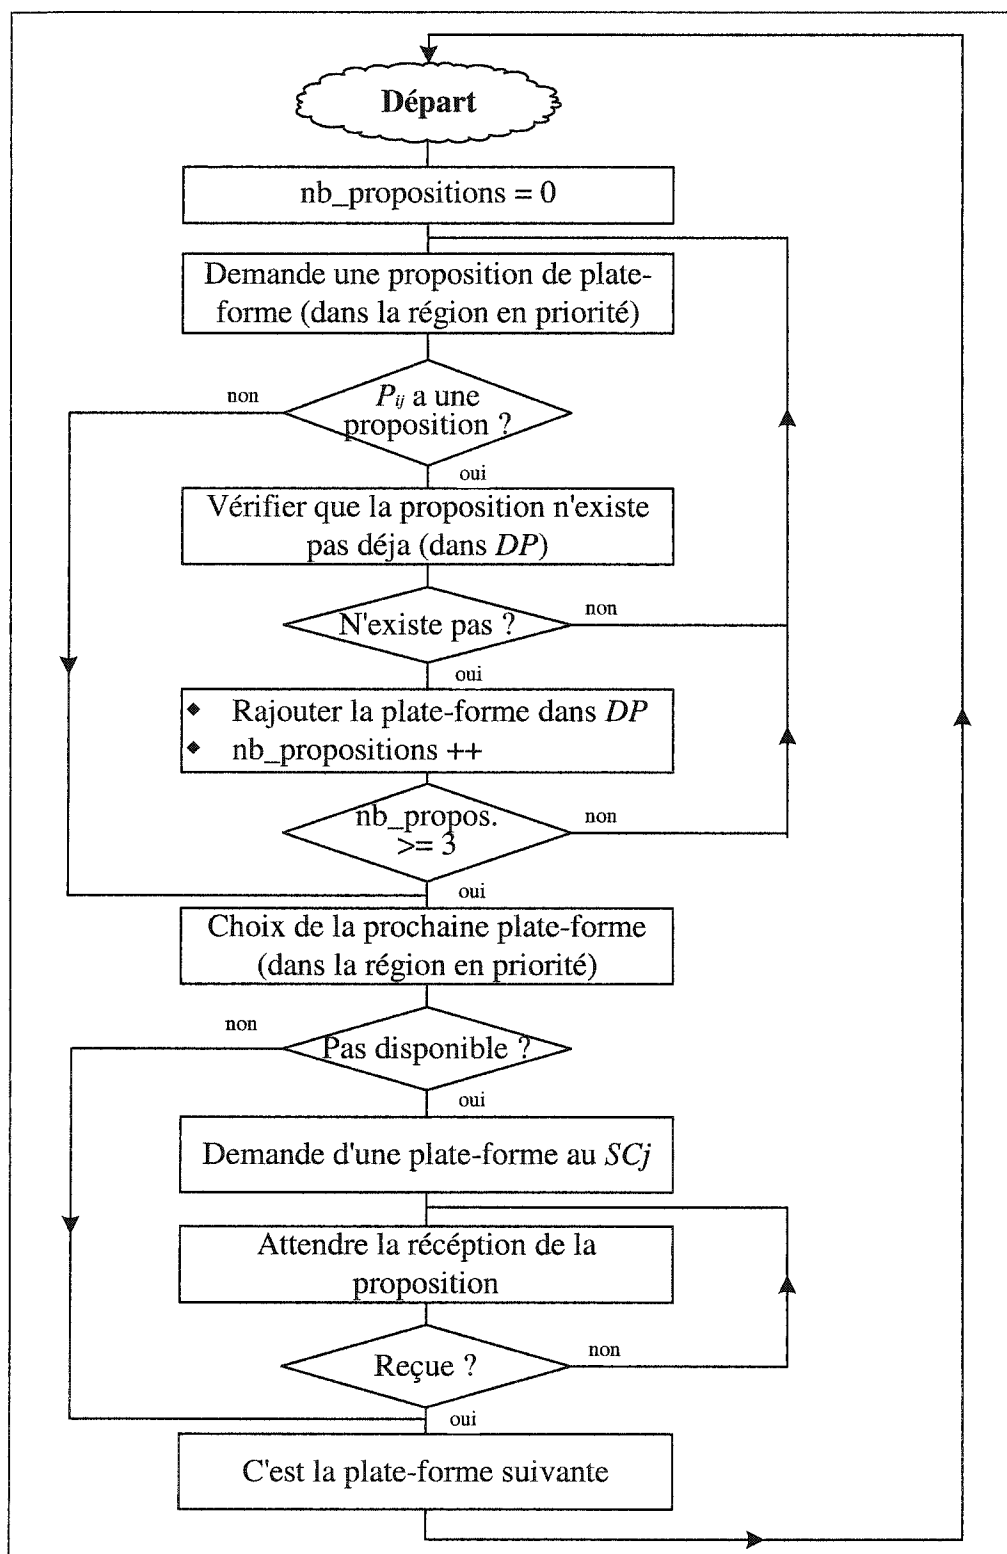 Départ
nb_propositions = 0
Demande une proposition de plate-
forme (dans la région en priorité)
non
Pij a une
proposition ?
oui
Vérifier que la proposition n'existe
pas déja (dans DP)
N'existe pas ?
non
oui
◆ Rajouter la plate-forme dans DP
◆ nb_propositions ++
nb_propos.
>= 3
non
oui
Choix de la prochaine plate-forme
(dans la région en priorité)
non
Pas disponible ?
oui
Demande d'une plate-forme au SCj
Attendre la récéption de la
proposition
Reçue ?
non
oui
C'est la plate-forme suivante